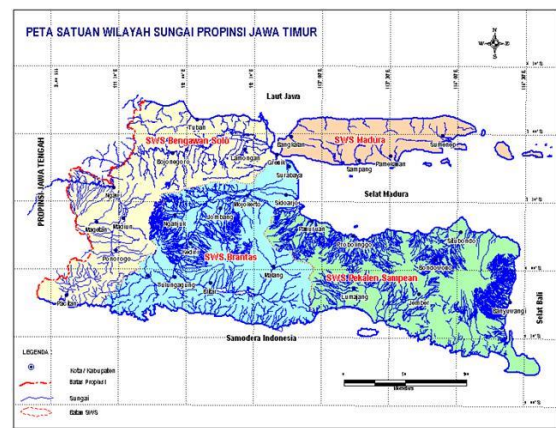 PETA SATUAN WILAYAH SUNGAI PROPINSI JAWA TIMUR
Laut Jawa
PROPINSI JAWA TENGAH
Tuban
SWS Bengawan Solo
Bojonegoro
Lamongan
Gresik
Surabaya
Bangkalan
SWS Madura
Sampang
Pamekasan
Sumenep
Selat Madura
Ngawi
Magetan
Madiun
Ponorogo
Pacitan
Nganjuk
Jombang
Mojokerto
Sidoarjo
Pasuruan
Kediri
SWS Brantas
Malang
Tulungagung
Blitar
Probolinggo
Situbondo
Bondowoso
SWS Pekalen Sampean
Lumajang
Jember
Banyuwangi
Selat Bali
Samodera Indonesia
LEGENDA :
Kota / Kabupaten
Batas Propinsi
Sungai
Batas SWS